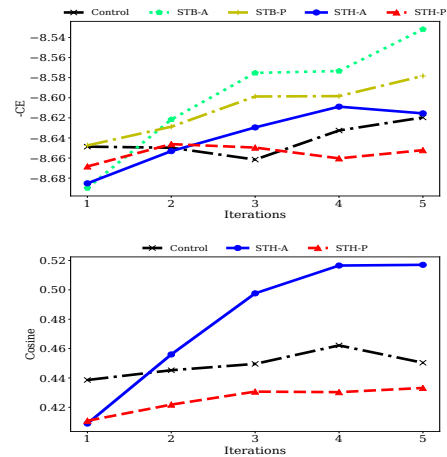 Control STB-A STB-P STH-A STH-P
−8.54
−8.56
−8.58
−8.60
−8.62
−8.64
−8.66
−8.68
-CE
1 2 3 4 5
Iterations
Control STH-A STH-P
0.52
0.50
0.48
0.46
0.44
0.42
Cosine
1 2 3 4 5
Iterations